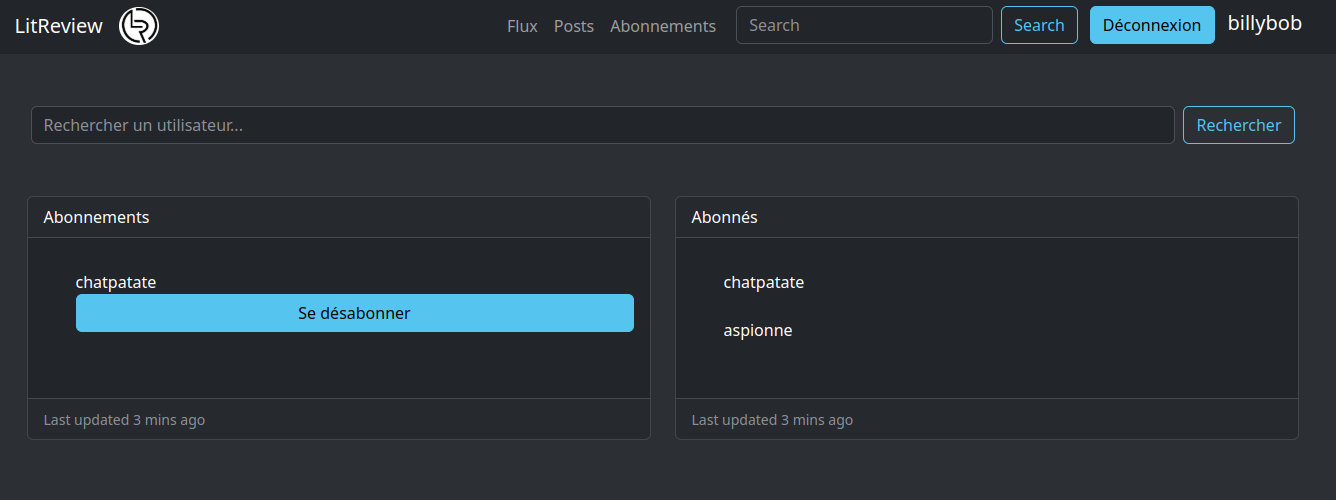 LitReview
Flux Posts Abonnements Search Search Déconnexion billybob
Rechercher un utilisateur... Rechercher
Abonnements
chatpatate
Se désabonner
Last updated 3 mins ago
Abonnés
chatpatate
aspionne
Last updated 3 mins ago